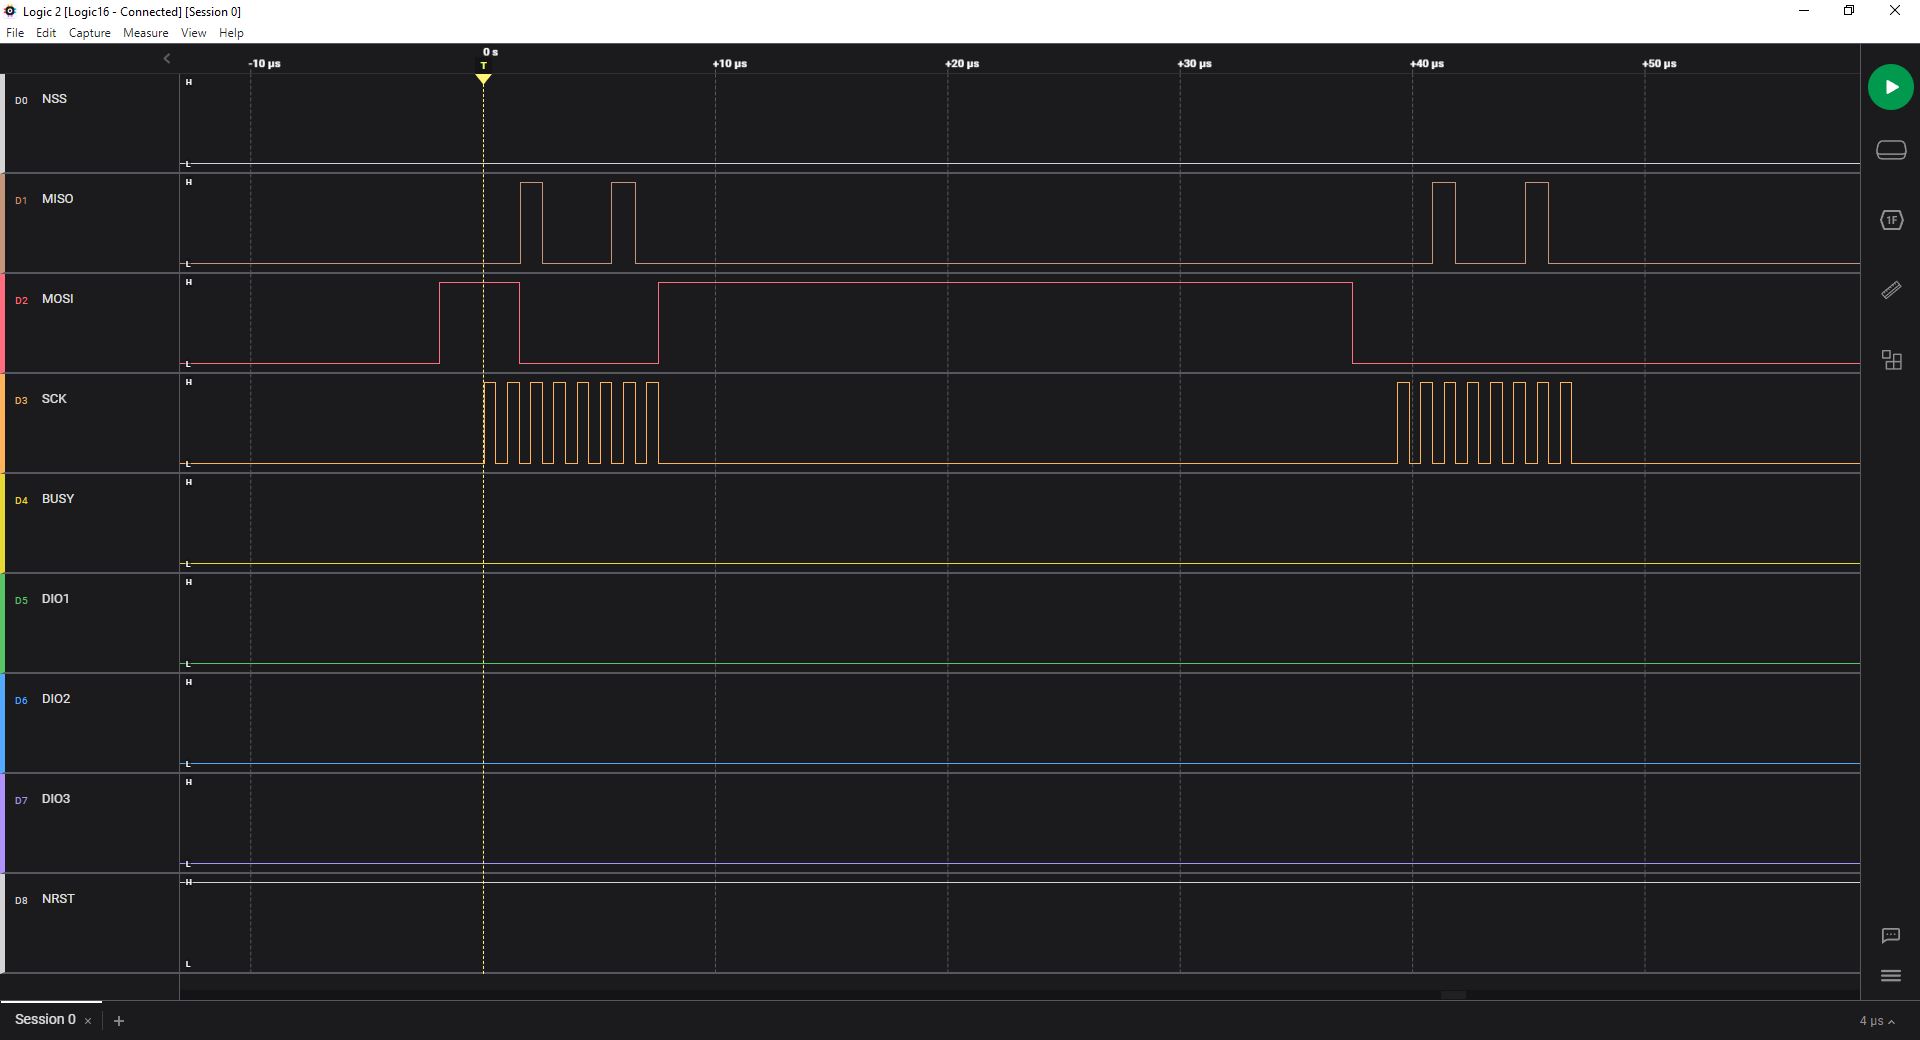 Logic 2 [Logic16 - Connected] [Session 0]
File Edit Capture Measure View Help
0 s
-10 µs T +10 µs +20 µs +30 µs +40 µs +50 µs
H
D0 NSS
L
H
D1 MISO
L
H
D2 MOSI
L
H
D3 SCK
L
H
D4 BUSY
L
H
D5 DIO1
L
H
D6 DIO2
L
H
D7 DIO3
L
H
D8 NRST
L
1F
Session 0 × +
4 µs